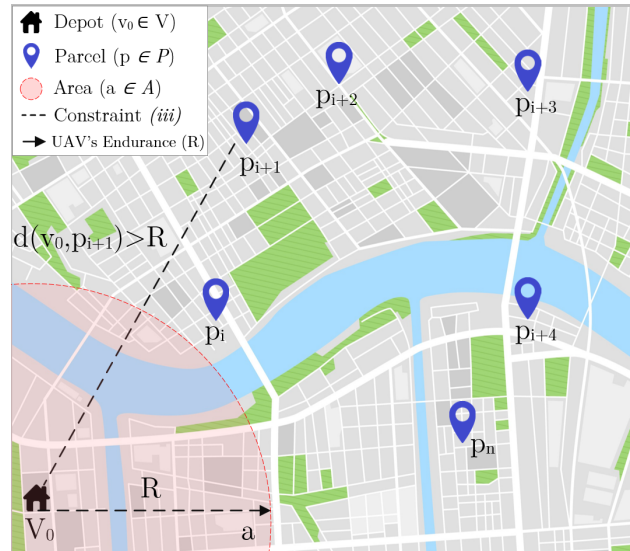 Depot (v₀ ∈ V)
Parcel (p ∈ P)
Area (a ∈ A)
Constraint (iii)
UAV's Endurance (R)
pᵢ₊₂
pᵢ₊₃
pᵢ₊₁
d(v₀,pᵢ₊₁)>R
pᵢ
pᵢ₊₄
pₙ
R
V₀
a